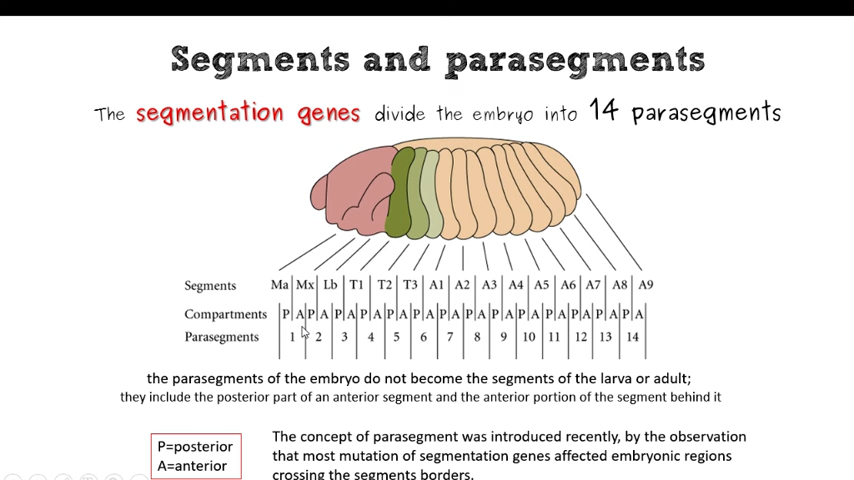 Segments and parasegments
The segmentation genes divide the embryo into 14 parasegments
Segments Ma Mx Lb T1 T2 T3 A1 A2 A3 A4 A5 A6 A7 A8 A9
Compartments P A P A P A P A P A P A P A P A P A P A P A P A P A P A
Parasegments 1 2 3 4 5 6 7 8 9 10 11 12 13 14
the parasegments of the embryo do not become the segments of the larva or adult;
they include the posterior part of an anterior segment and the anterior portion of the segment behind it
P=posterior
A=anterior
The concept of parasegment was introduced recently, by the observation
that most mutation of segmentation genes affected embryonic regions
crossing the segments borders.